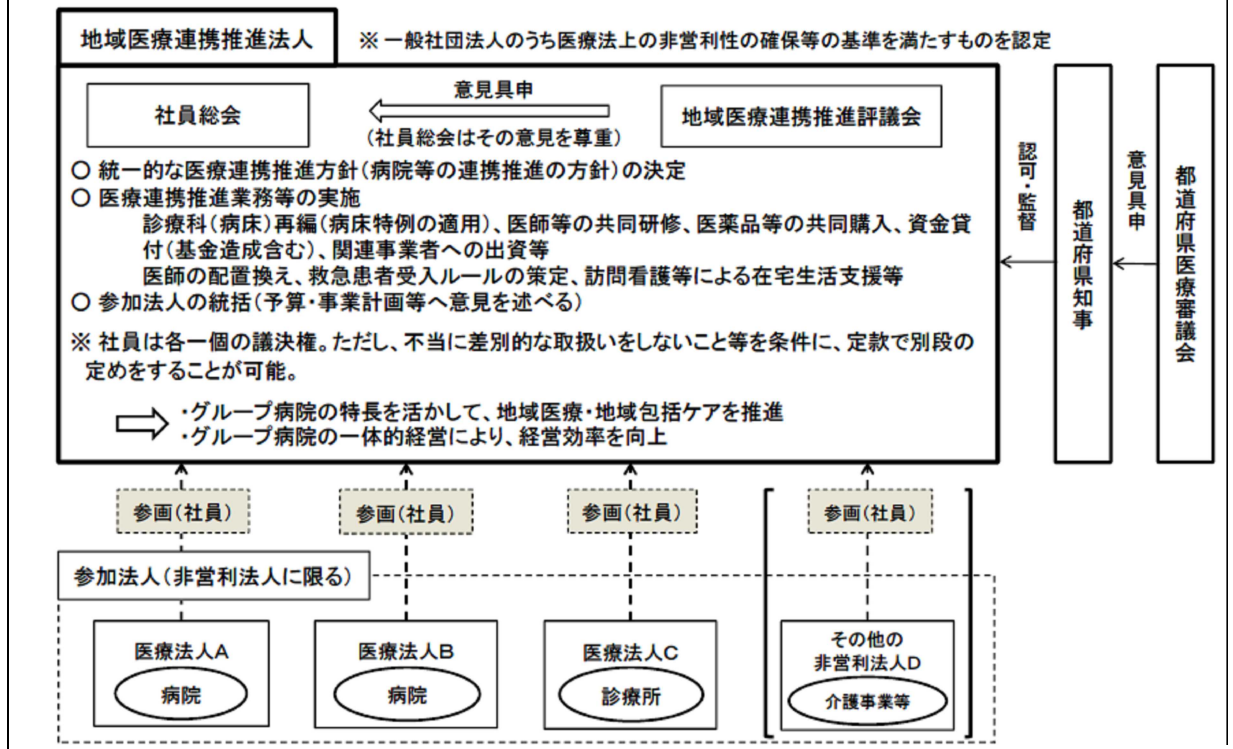 地域医療連携推進法人
※ 一般社団法人のうち医療法上の非営利性の確保等の基準を満たすものを認定
社員総会
意見具申
(社員総会はその意見を尊重)
地域医療連携推進評議会
○ 統一的な医療連携推進方針(病院等の連携推進の方針)の決定
○ 医療連携推進業務等の実施
診療科(病床)再編(病床特例の適用)、医師等の共同研修、医薬品等の共同購入、資金貸
付(基金造成含む)、関連事業者への出資等
医師の配置換え、救急患者受入ルールの策定、訪問看護等による在宅生活支援等
○ 参加法人の統括(予算・事業計画等へ意見を述べる)
※ 社員は各一個の議決権。ただし、不当に差別的な取扱いをしないこと等を条件に、定款で別段の
定めをすることが可能。
・グループ病院の特長を活かして、地域医療・地域包括ケアを推進
・グループ病院の一体的経営により、経営効率を向上
認可・監督
都道府県知事
意見具申
都道府県医療審議会
参画(社員)
参画(社員)
参画(社員)
参画(社員)
参加法人(非営利法人に限る)
医療法人A
病院
医療法人B
病院
医療法人C
診療所
その他の
非営利法人D
介護事業等